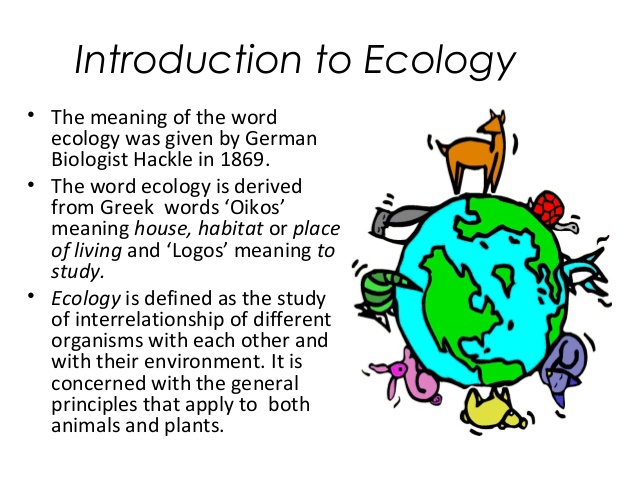 Introduction to Ecology
• The meaning of the word
ecology was given by German
Biologist Hackle in 1869.
• The word ecology is derived
from Greek words ‘Oikos’
meaning house, habitat or place
of living and ‘Logos’ meaning to
study.
• Ecology is defined as the study
of interrelationship of different
organisms with each other and
with their environment. It is
concerned with the general
principles that apply to both
animals and plants.